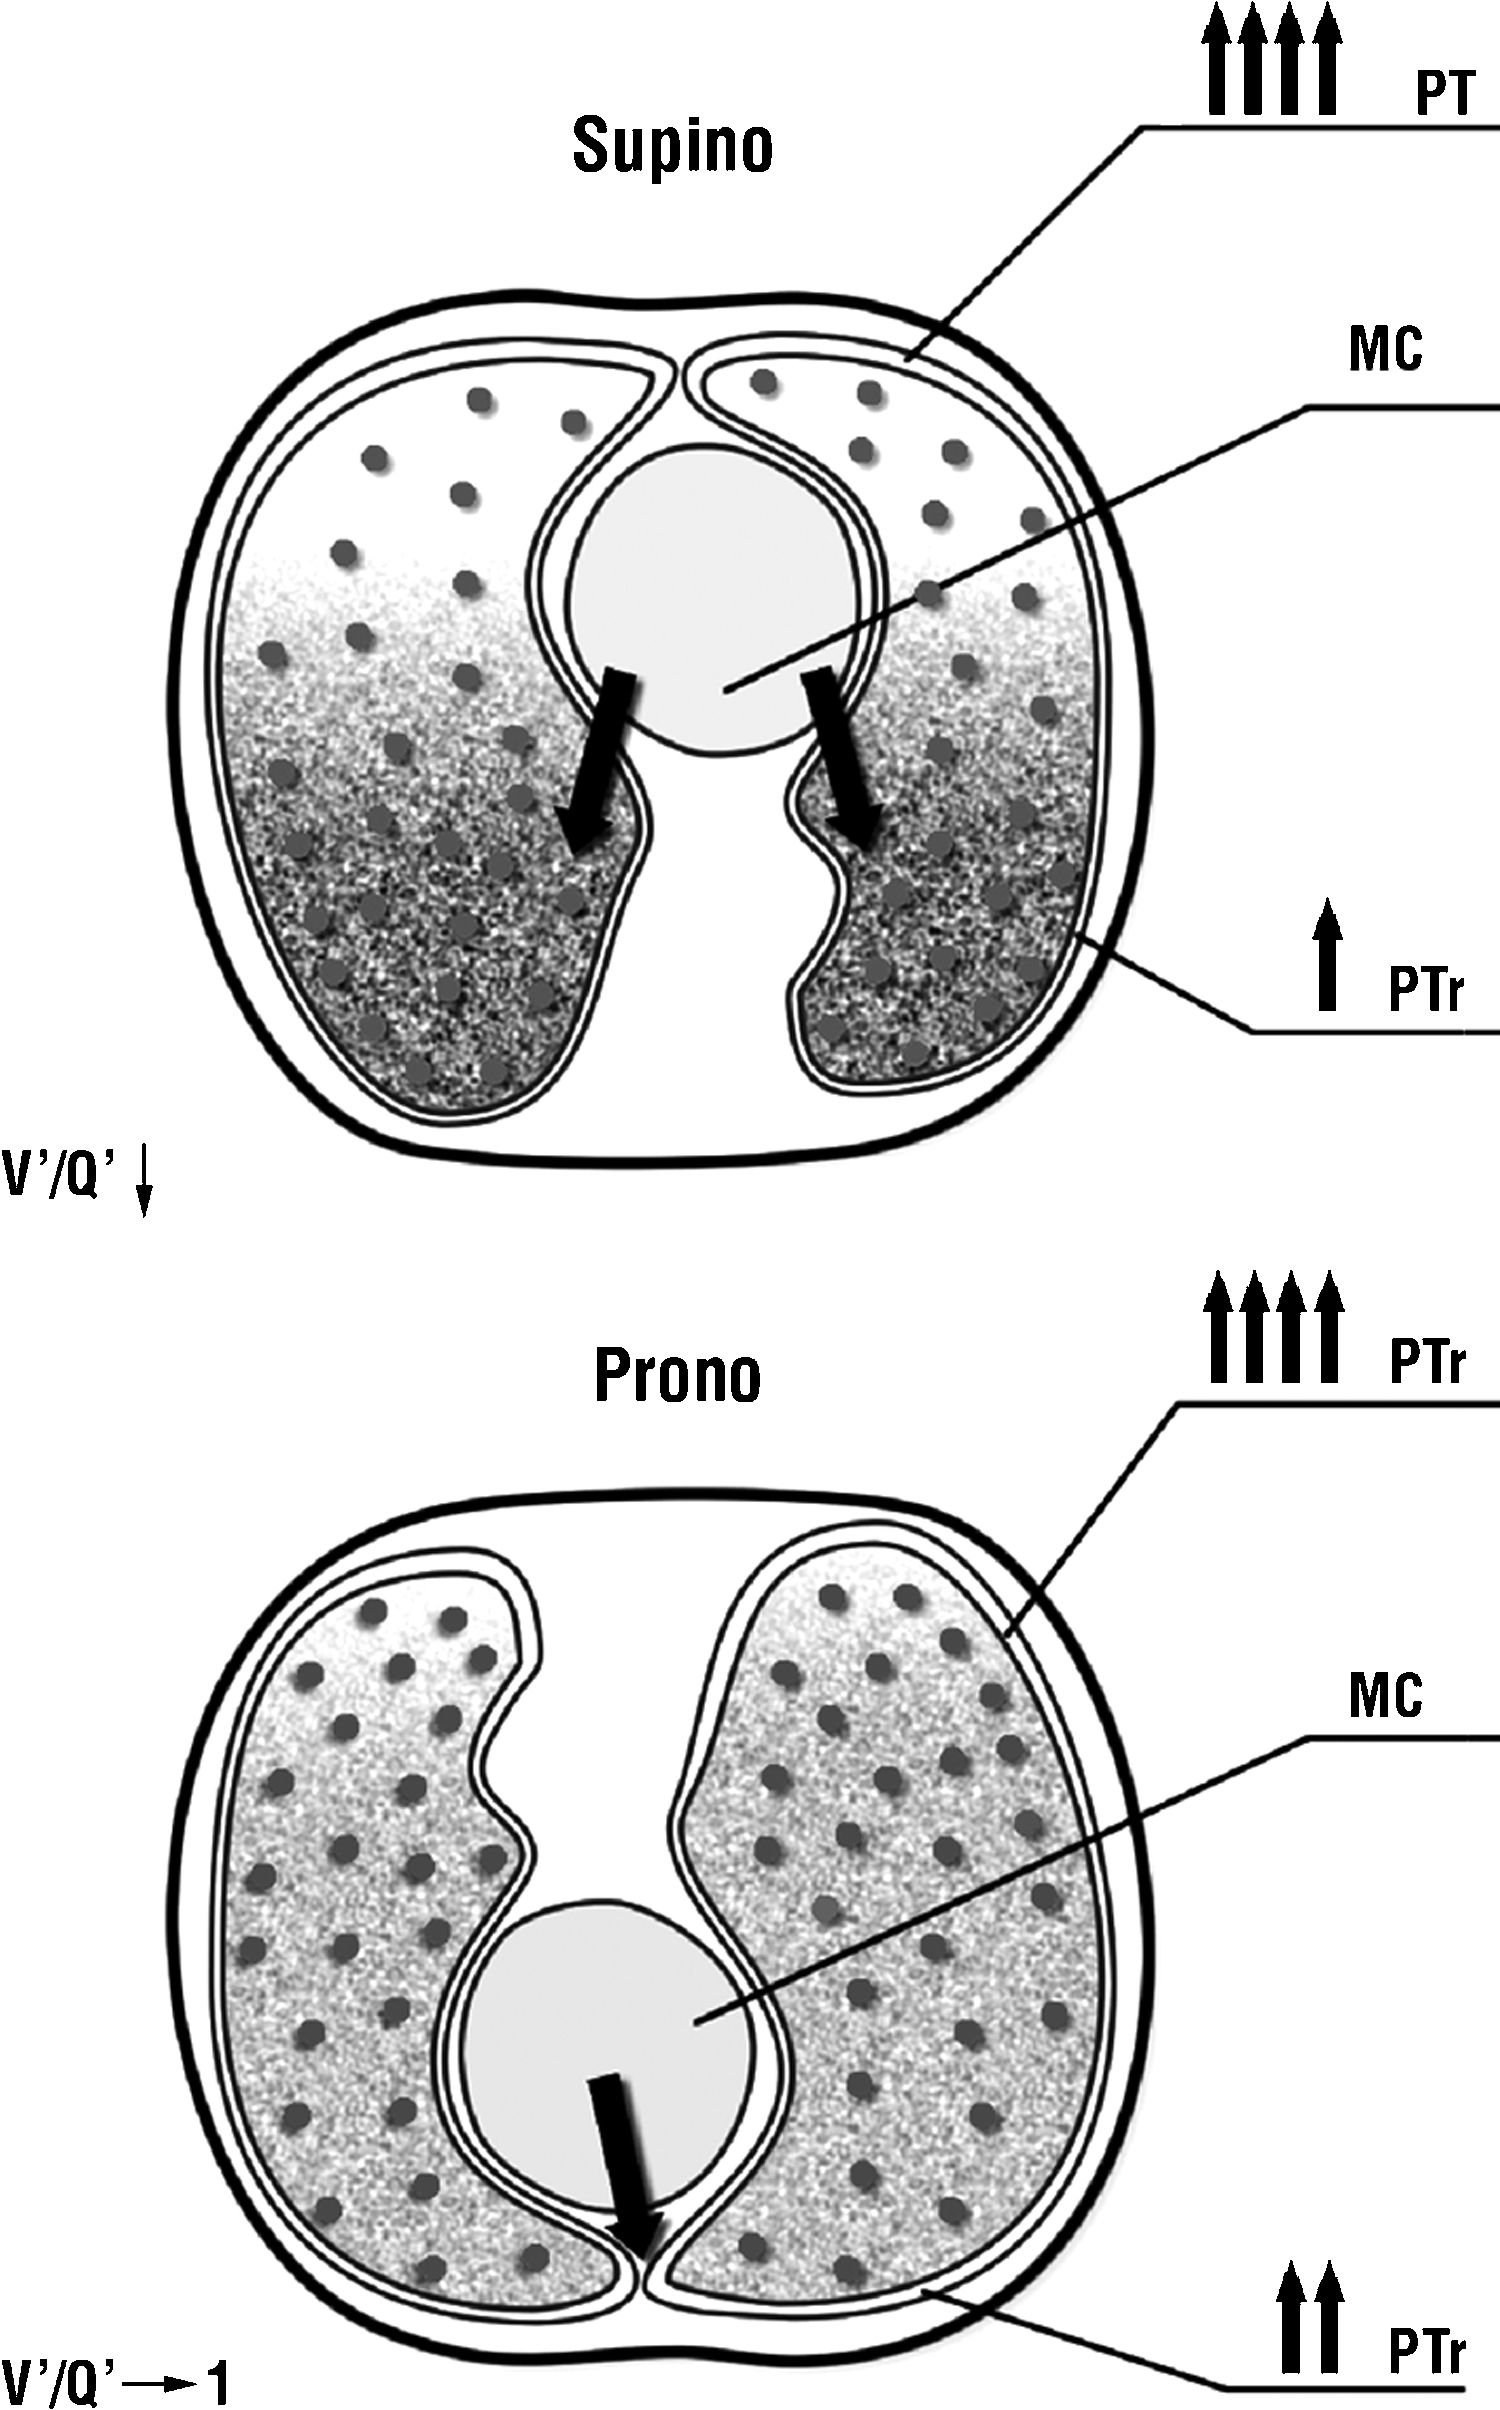 PT
Supino
MC
PTr
V’/Q’
PTr
Prono
MC
PTr
V’/Q’ → 1